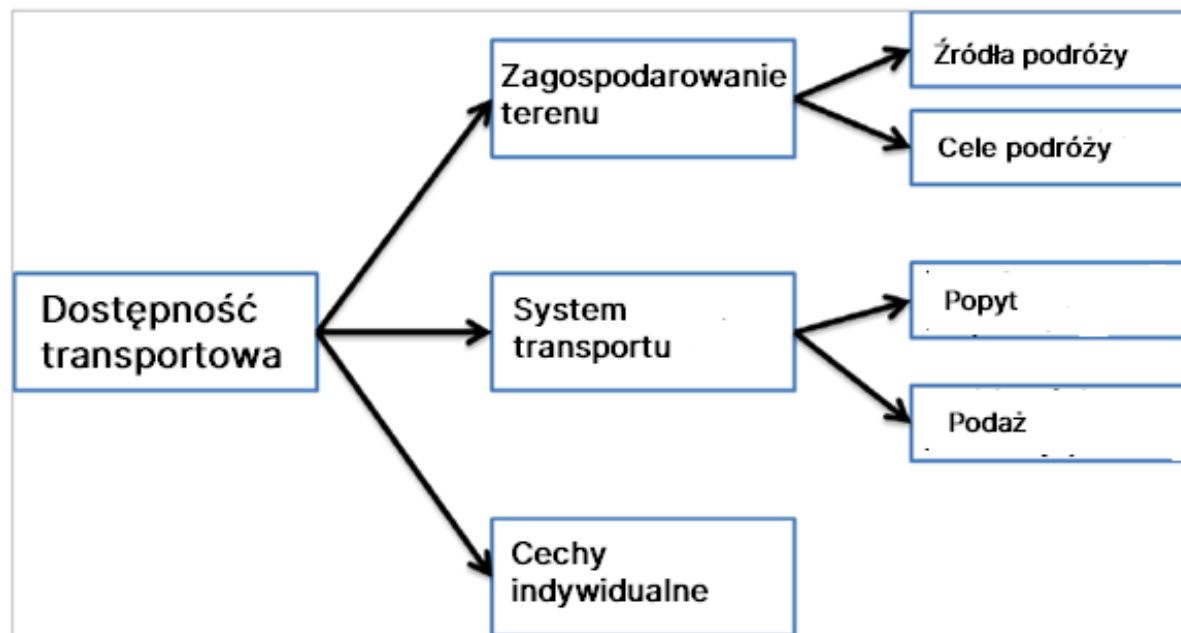 Zagospodarowanie
terenu
Źródła podróży
Cele podróży
Dostępność
transportowa
System
transportu
Popyt
Podaż
Cechy
indywidualne